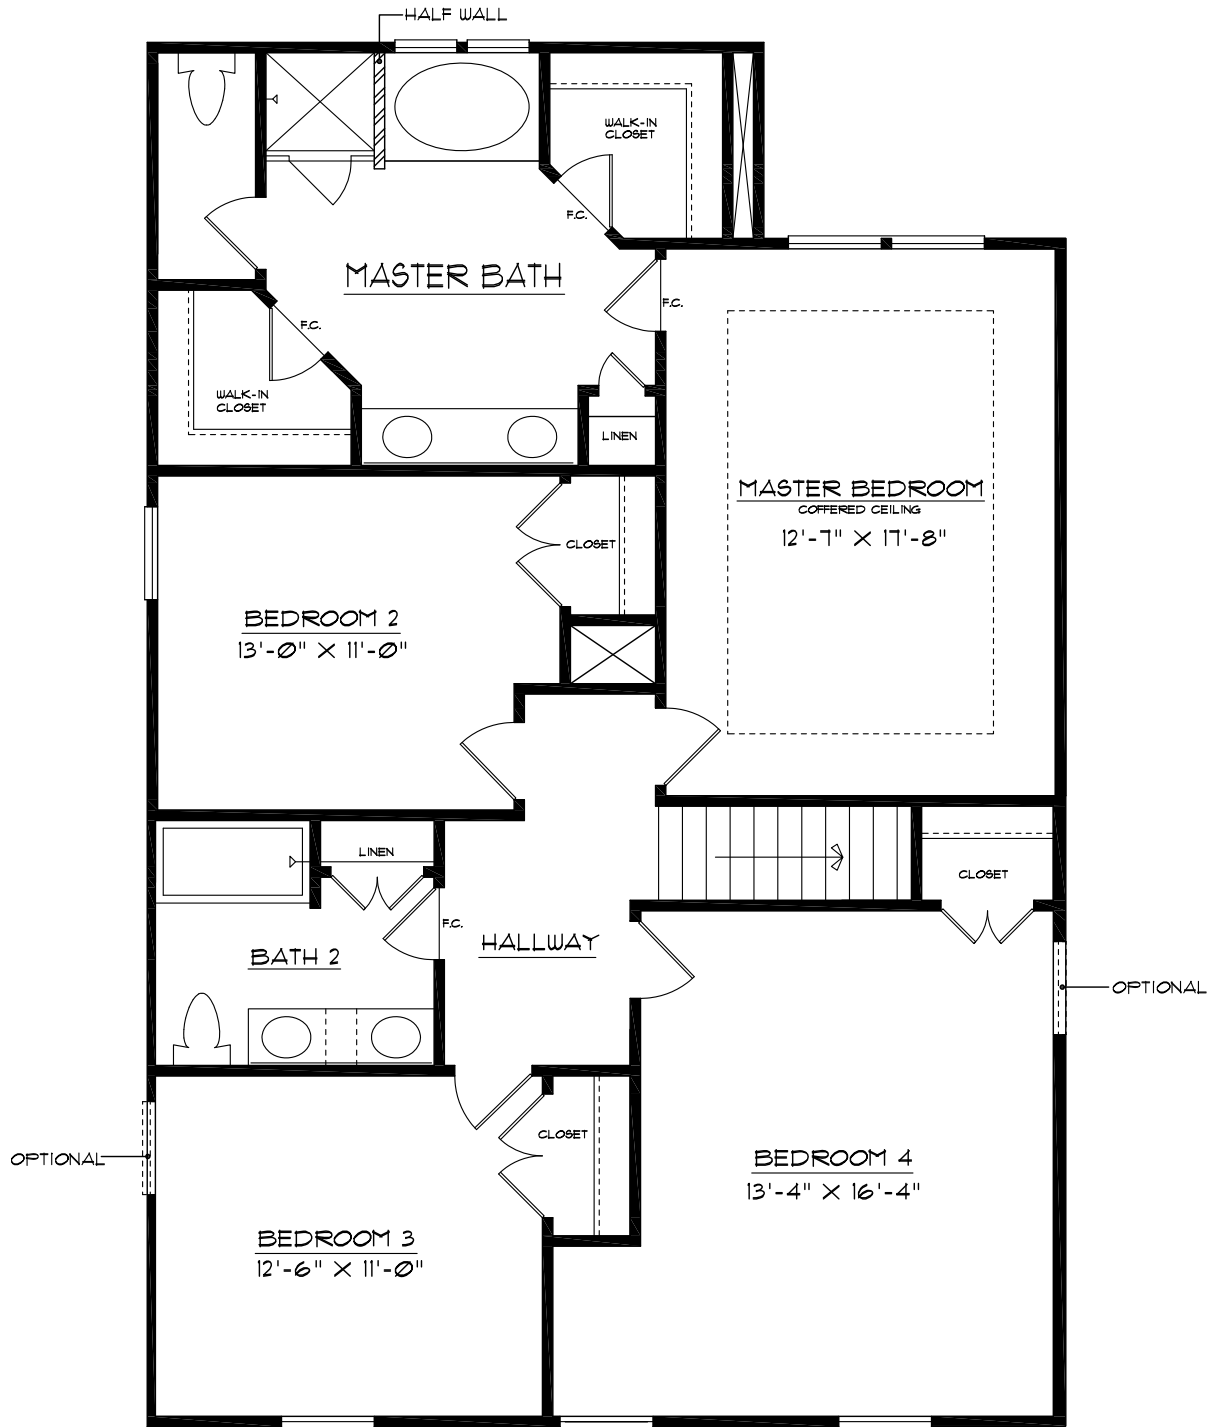 HALF WALL
WALK-IN
CLOSET
F.C.
MASTER BATH
F.C.
F.C.
WALK-IN
CLOSET
LINEN
MASTER BEDROOM
COFFERED CEILING
12'-7" X 17'-8"
CLOSET
BEDROOM 2
13'-0" X 11'-0"
LINEN
CLOSET
F.C.
HALLWAY
BATH 2
OPTIONAL
CLOSET
OPTIONAL
BEDROOM 4
13'-4" X 16'-4"
BEDROOM 3
12'-6" X 11'-0"